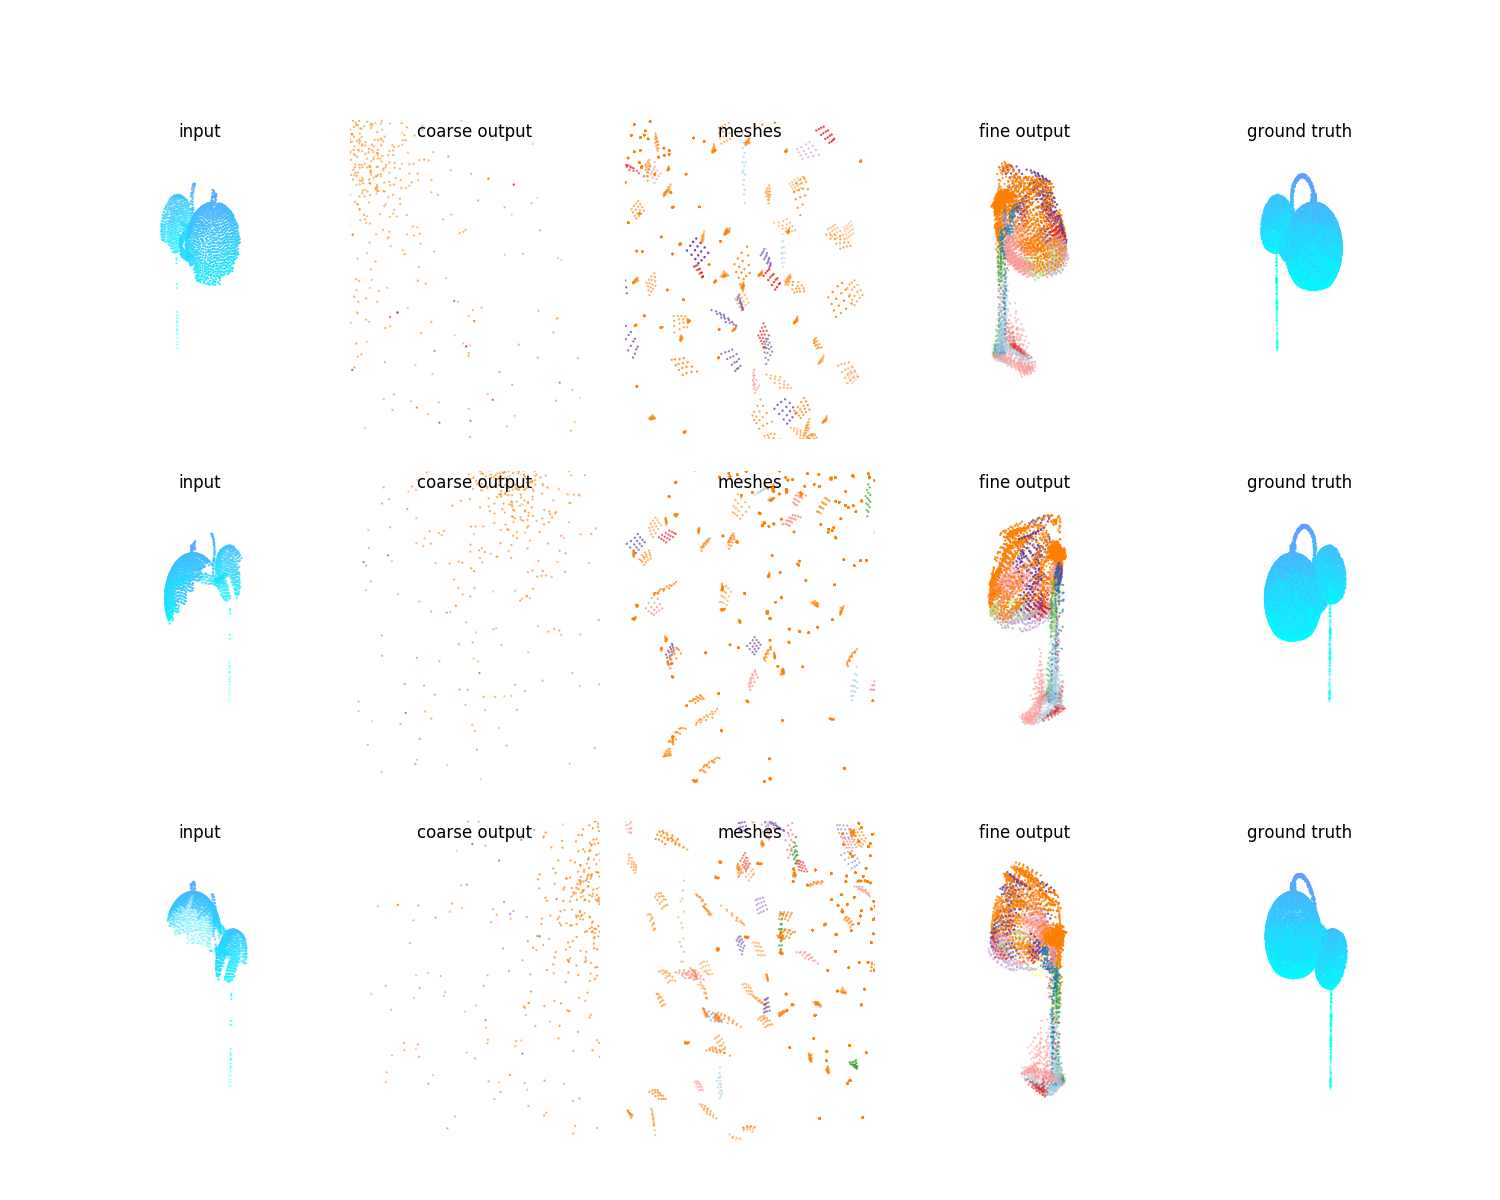 input
coarse output
meshes
fine output
ground truth
input
coarse output
meshes
fine output
ground truth
input
coarse output
meshes
fine output
ground truth